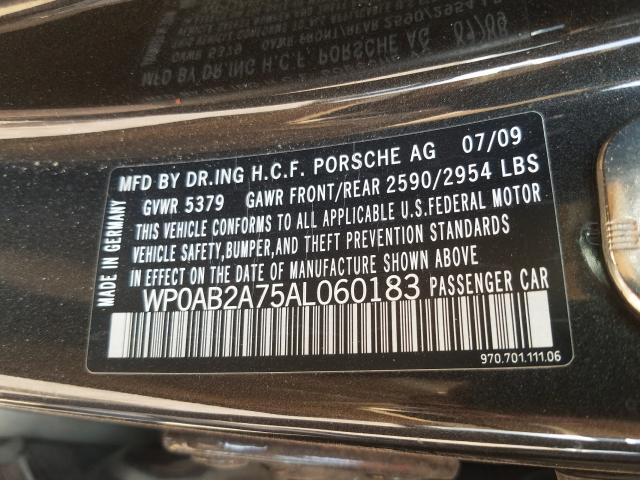 MFD BY DR.ING H.C.F. PORSCHE AG 07/09
GVWR 5379 GAWR FRONT/REAR 2590/2954 LBS
THIS VEHICLE CONFORMS TO ALL APPLICABLE U.S.FEDERAL MOTOR
VEHICLE SAFETY,BUMPER,AND THEFT PREVENTION STANDARDS
IN EFFECT ON THE DATE OF MANUFACTURE SHOWN ABOVE
WP0AB2A75AL060183 PASSENGER CAR
MADE IN GERMANY
970.701.111.06